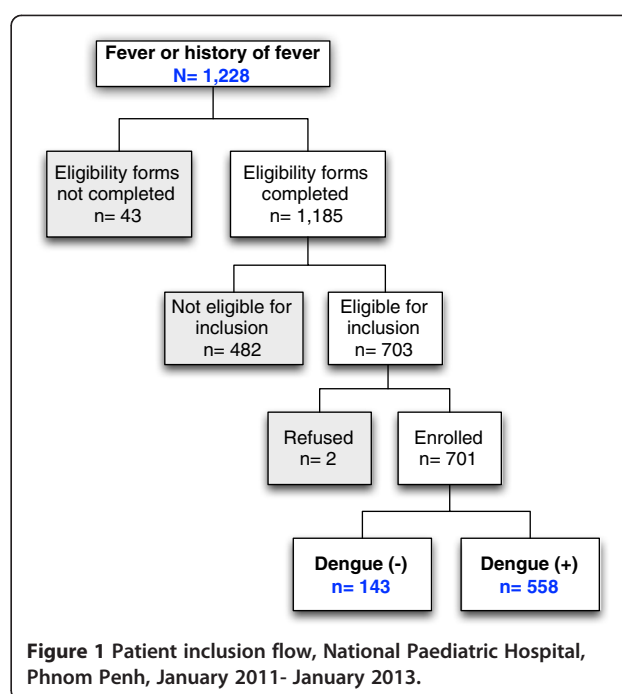 Fever or history of fever
N= 1,228
Eligibility forms
not completed
n= 43
Eligibility forms
completed
n= 1,185
Not eligible for
inclusion
n= 482
Eligible for
inclusion
n= 703
Refused
n= 2
Enrolled
n= 701
Dengue (-)
n= 143
Dengue (+)
n= 558
Figure 1 Patient inclusion flow, National Paediatric Hospital,
Phnom Penh, January 2011- January 2013.